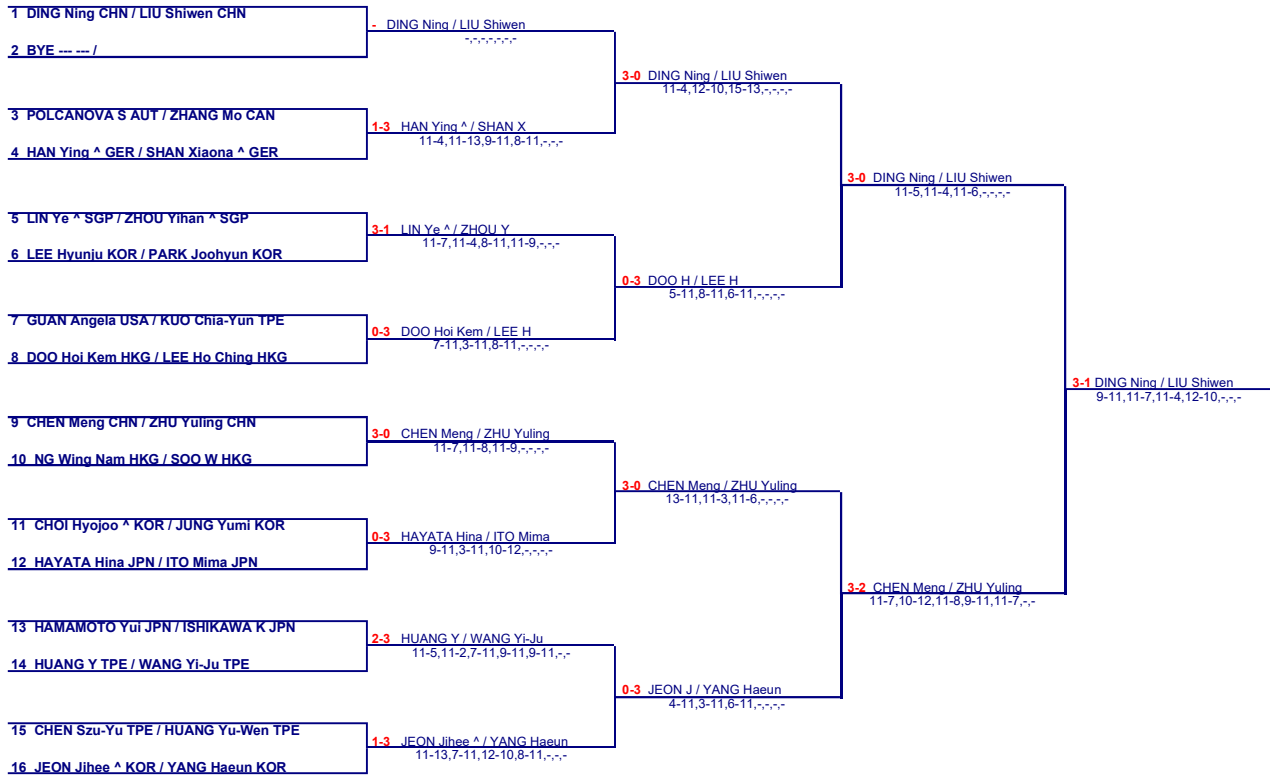 1 DING Ning CHN / LIU Shiwen CHN
2 BYE --- --- /
3 POLCANOVA S AUT / ZHANG Mo CAN
4 HAN Ying ^ GER / SHAN Xiaona ^ GER
5 LIN Ye ^ SGP / ZHOU Yihan ^ SGP
6 LEE Hyunju KOR / PARK Joohyun KOR
7 GUAN Angela USA / KUO Chia-Yun TPE
8 DOO Hoi Kem HKG / LEE Ho Ching HKG
9 CHEN Meng CHN / ZHU Yuling CHN
10 NG Wing Nam HKG / SOO W HKG
11 CHOI Hyojoo ^ KOR / JUNG Yumi KOR
12 HAYATA Hina JPN / ITO Mima JPN
13 HAMAMOTO Yui JPN / ISHIKAWA K JPN
14 HUANG Y TPE / WANG Yi-Ju TPE
15 CHEN Szu-Yu TPE / HUANG Yu-Wen TPE
16 JEON Jihee ^ KOR / YANG Haeun KOR
- DING Ning / LIU Shiwen
-,-,-,-,-,-,-
1-3 HAN Ying ^ / SHAN X
11-4,11-13,9-11,8-11,-,-,-
3-1 LIN Ye ^ / ZHOU Y
11-7,11-4,8-11,11-9,-,-,-
0-3 DOO Hoi Kem / LEE H
7-11,3-11,8-11,-,-,-,-
3-0 CHEN Meng / ZHU Yuling
11-7,11-8,11-9,-,-,-,-
0-3 HAYATA Hina / ITO Mima
9-11,3-11,10-12,-,-,-,-
2-3 HUANG Y / WANG Yi-Ju
11-5,11-2,7-11,9-11,9-11,-,-
1-3 JEON Jihee ^ / YANG Haeun
11-13,7-11,12-10,8-11,-,-,-
3-0 DING Ning / LIU Shiwen
11-4,12-10,15-13,-,-,-,-
0-3 DOO H / LEE H
5-11,8-11,6-11,-,-,-,-
3-0 CHEN Meng / ZHU Yuling
13-11,11-3,11-6,-,-,-,-
0-3 JEON J / YANG Haeun
4-11,3-11,6-11,-,-,-,-
3-0 DING Ning / LIU Shiwen
11-5,11-4,11-6,-,-,-,-
3-2 CHEN Meng / ZHU Yuling
11-7,10-12,11-8,9-11,11-7,-,-
3-1 DING Ning / LIU Shiwen
9-11,11-7,11-4,12-10,-,-,-